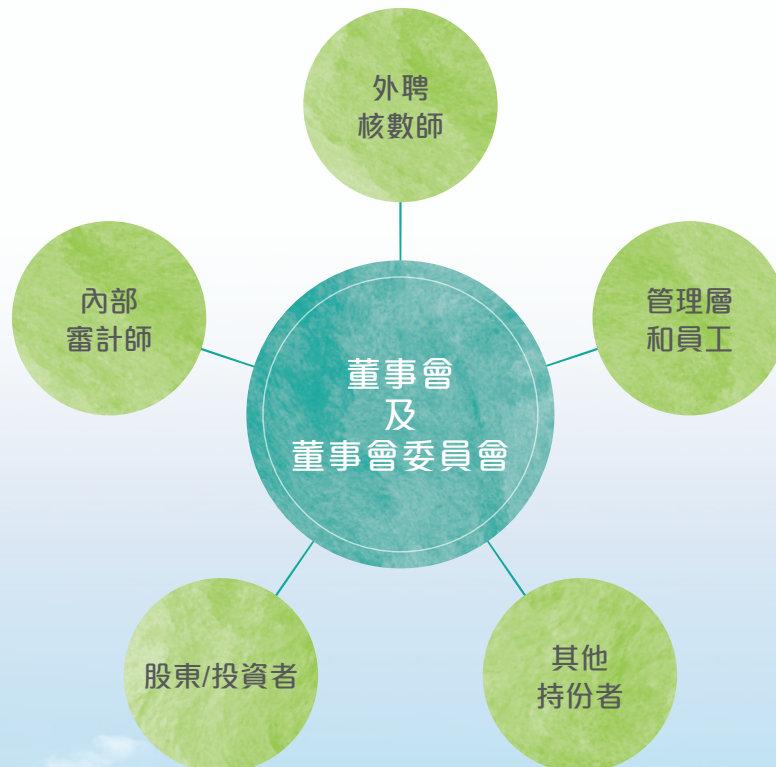 外聘
核數師
內部
審計師
管理層
和員工
董事會
及
董事會委員會
股東/投資者
其他
持份者